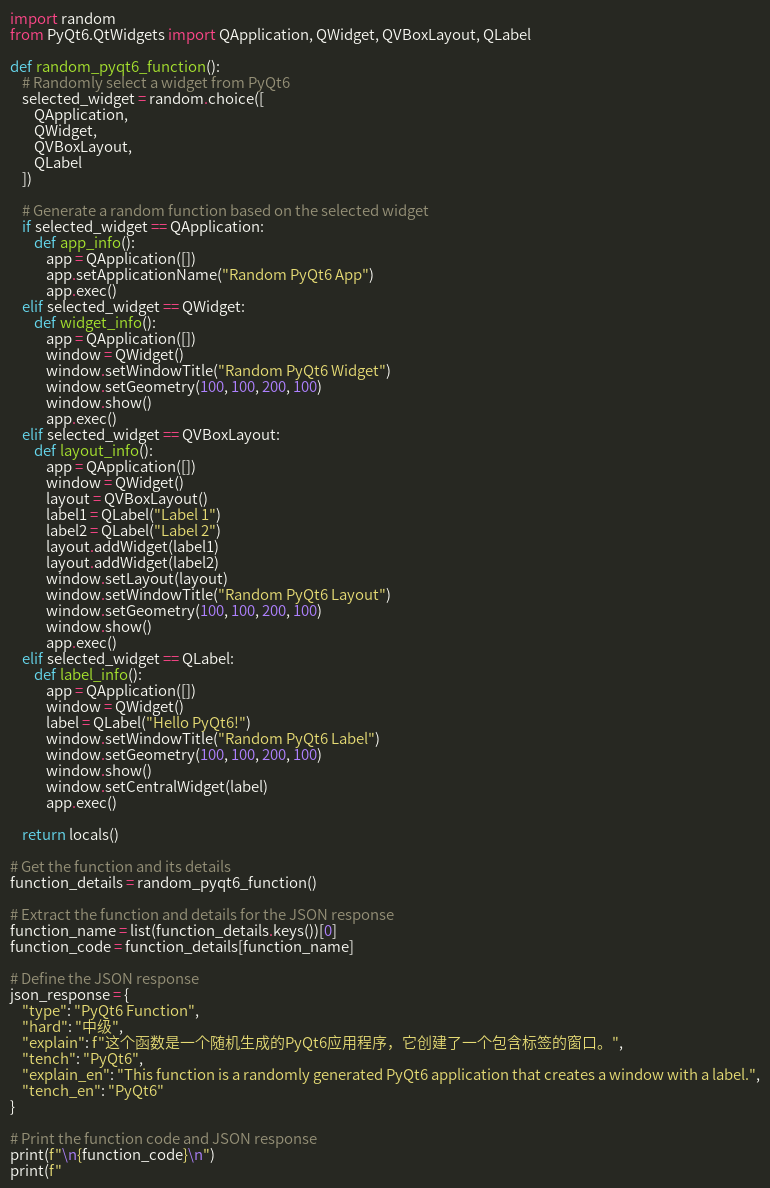 import random
from PyQt6.QtWidgets import QApplication, QWidget, QVBoxLayout, QLabel

def random_pyqt6_function():
    # Randomly select a widget from PyQt6
    selected_widget = random.choice([
        QApplication,
        QWidget,
        QVBoxLayout,
        QLabel
    ])

    # Generate a random function based on the selected widget
    if selected_widget == QApplication:
        def app_info():
            app = QApplication([])
            app.setApplicationName("Random PyQt6 App")
            app.exec()
    elif selected_widget == QWidget:
        def widget_info():
            app = QApplication([])
            window = QWidget()
            window.setWindowTitle("Random PyQt6 Widget")
            window.setGeometry(100, 100, 200, 100)
            window.show()
            app.exec()
    elif selected_widget == QVBoxLayout:
        def layout_info():
            app = QApplication([])
            window = QWidget()
            layout = QVBoxLayout()
            label1 = QLabel("Label 1")
            label2 = QLabel("Label 2")
            layout.addWidget(label1)
            layout.addWidget(label2)
            window.setLayout(layout)
            window.setWindowTitle("Random PyQt6 Layout")
            window.setGeometry(100, 100, 200, 100)
            window.show()
            app.exec()
    elif selected_widget == QLabel:
        def label_info():
            app = QApplication([])
            window = QWidget()
            label = QLabel("Hello PyQt6!")
            window.setWindowTitle("Random PyQt6 Label")
            window.setGeometry(100, 100, 200, 100)
            window.show()
            window.setCentralWidget(label)
            app.exec()

    return locals()

# Get the function and its details
function_details = random_pyqt6_function()

# Extract the function and details for the JSON response
function_name = list(function_details.keys())[0]
function_code = function_details[function_name]

# Define the JSON response
json_response = {
    "type": "PyQt6 Function",
    "hard": "中级",
    "explain": f"这个函数是一个随机生成的PyQt6应用程序，它创建了一个包含标签的窗口。",
    "tench": "PyQt6",
    "explain_en": "This function is a randomly generated PyQt6 application that creates a window with a label.",
    "tench_en": "PyQt6"
}

# Print the function code and JSON response
print(f"\n{function_code}\n")
print(f"